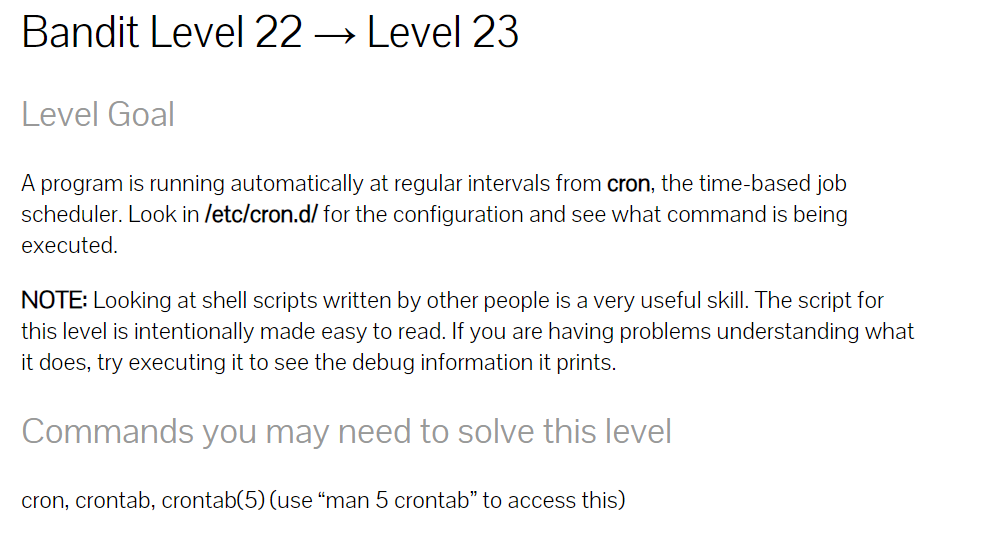 Bandit Level 22 → Level 23
Level Goal
A program is running automatically at regular intervals from cron, the time-based job
scheduler. Look in /etc/cron.d/ for the configuration and see what command is being
executed.
NOTE: Looking at shell scripts written by other people is a very useful skill. The script for
this level is intentionally made easy to read. If you are having problems understanding what
it does, try executing it to see the debug information it prints.
Commands you may need to solve this level
cron, crontab, crontab(5) (use “man 5 crontab” to access this)